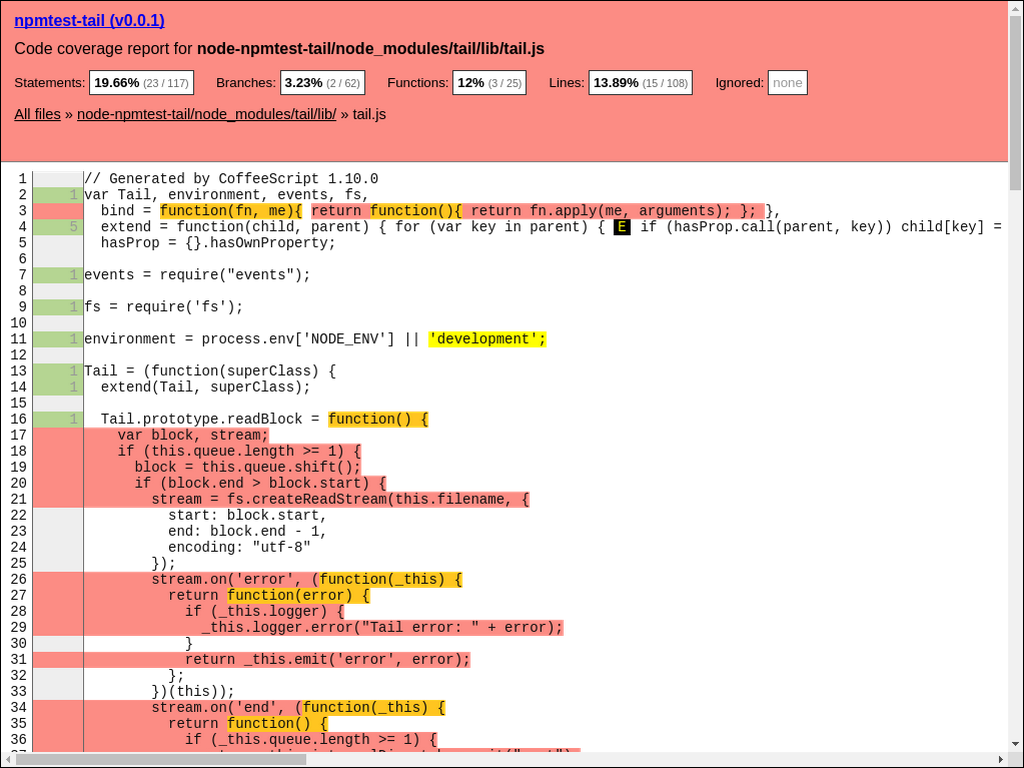 npmtest-tail (v0.0.1)
Code coverage report for node-npmtest-tail/node_modules/tail/lib/tail.js
Statements: 19.66% (23 / 117) Branches: 3.23% (2 / 62) Functions: 12% (3 / 25) Lines: 13.89% (15 / 108) Ignored: none
All files » node-npmtest-tail/node_modules/tail/lib/ » tail.js
1 // Generated by CoffeeScript 1.10.0
2 1 var Tail, environment, events, fs,
3 bind = function(fn, me){ return function(){ return fn.apply(me, arguments); }; },
4 5 extend = function(child, parent) { for (var key in parent) { E if (hasProp.call(parent, key)) child[key] =
5 hasProp = {}.hasOwnProperty;
6
7 1 events = require("events");
8
9 1 fs = require('fs');
10
11 1 environment = process.env['NODE_ENV'] || 'development';
12
13 1 Tail = (function(superClass) {
14 1 extend(Tail, superClass);
15
16 1 Tail.prototype.readBlock = function() {
17 var block, stream;
18 if (this.queue.length >= 1) {
19 block = this.queue.shift();
20 if (block.end > block.start) {
21 stream = fs.createReadStream(this.filename, {
22 start: block.start,
23 end: block.end - 1,
24 encoding: "utf-8"
25 });
26 stream.on('error', (function(_this) {
27 return function(error) {
28 if (_this.logger) {
29 _this.logger.error("Tail error: " + error);
30 }
31 return _this.emit('error', error);
32 };
33 })(this));
34 stream.on('end', (function(_this) {
35 return function() {
36 if (_this.queue.length >= 1) {